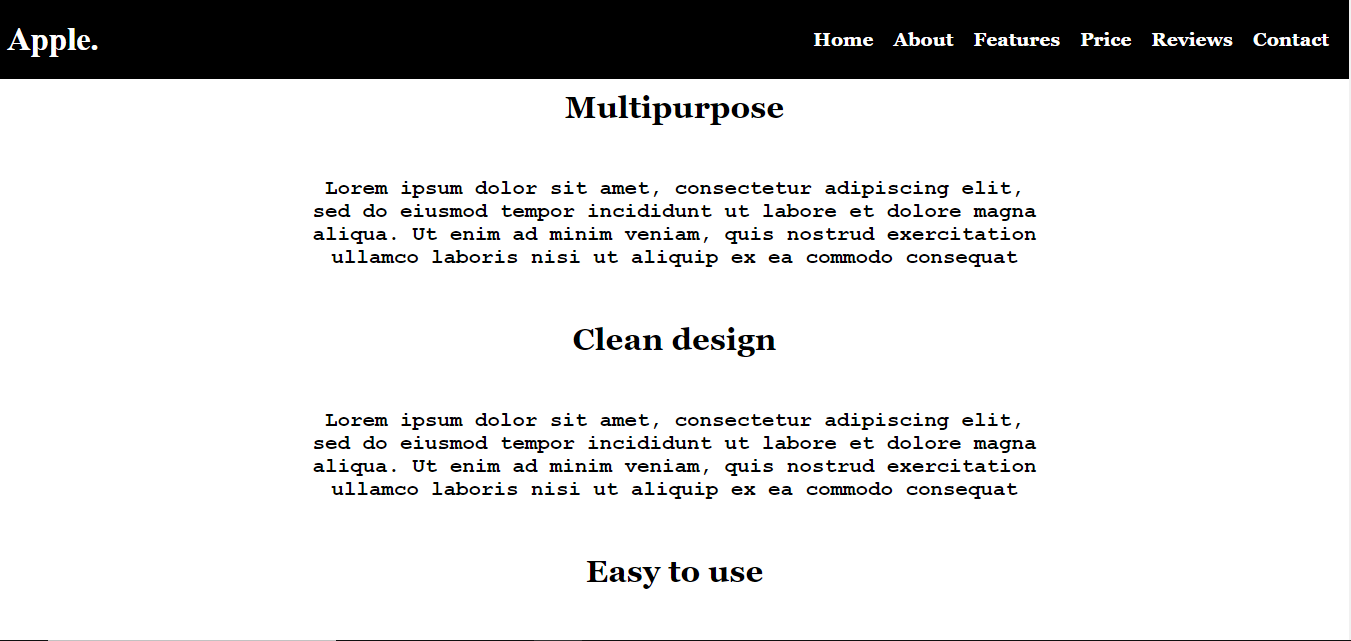 Apple.
Home About Features Price Reviews Contact
Multipurpose
Lorem ipsum dolor sit amet, consectetur adipiscing elit,
sed do eiusmod tempor incididunt ut labore et dolore magna
aliqua. Ut enim ad minim veniam, quis nostrud exercitation
ullamco laboris nisi ut aliquip ex ea commodo consequat
Clean design
Lorem ipsum dolor sit amet, consectetur adipiscing elit,
sed do eiusmod tempor incididunt ut labore et dolore magna
aliqua. Ut enim ad minim veniam, quis nostrud exercitation
ullamco laboris nisi ut aliquip ex ea commodo consequat
Easy to use